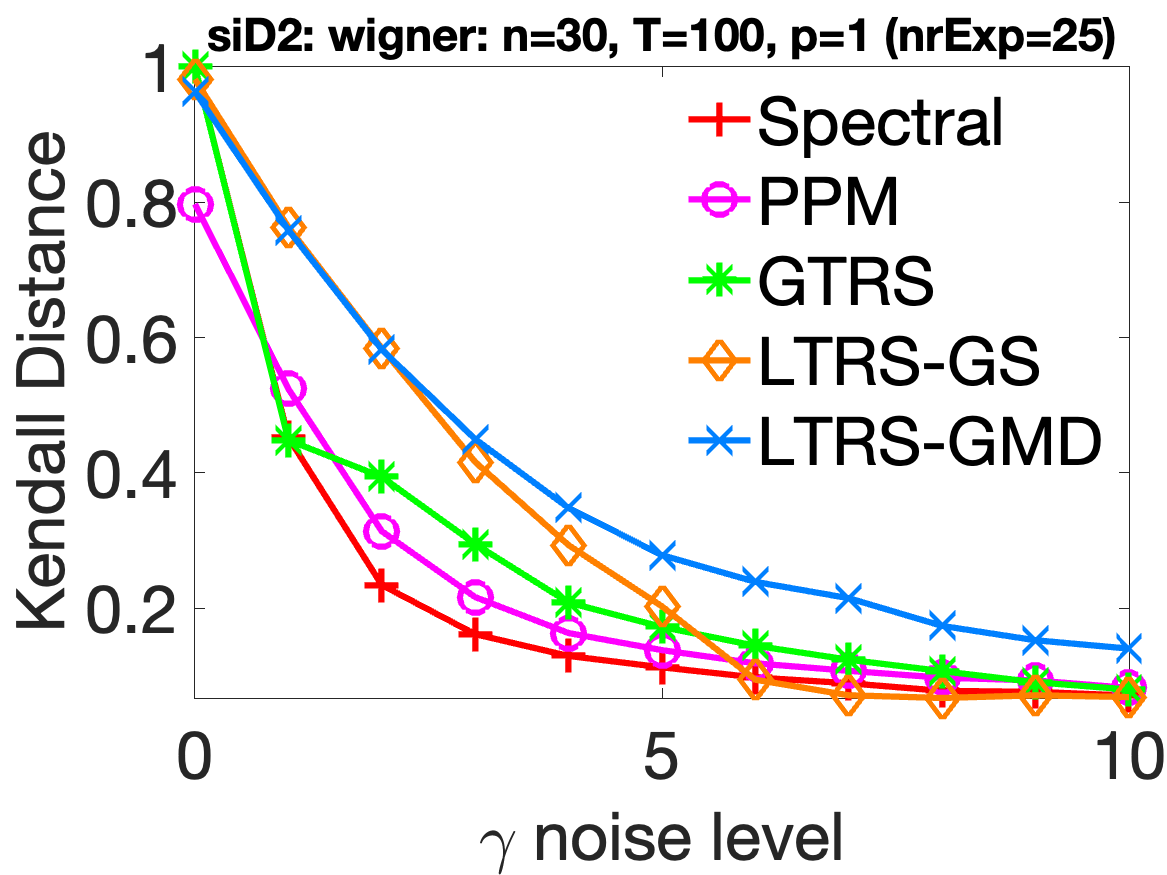 siD2: wigner: n=30, T=100, p=1 (nrExp=25)
Kendall Distance
1
0.8
0.6
0.4
0.2
Spectral
PPM
GTRS
LTRS-GS
LTRS-GMD
0 5 10
γ noise level